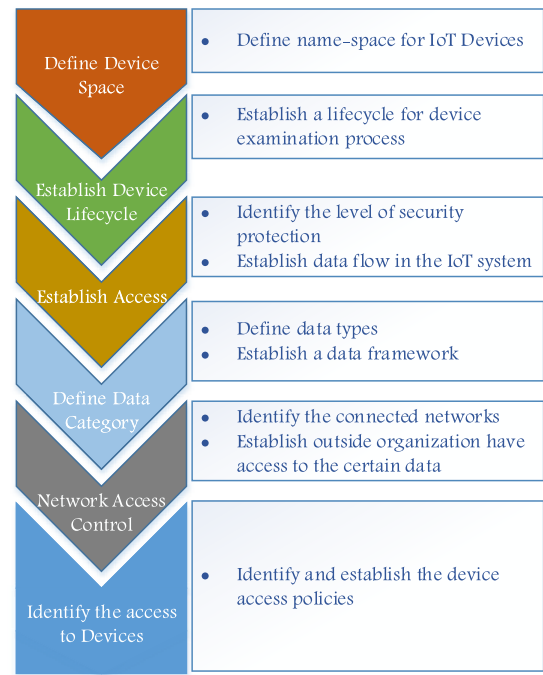 Define Device
Space
• Define name-space for IoT Devices
Establish Device
Lifecycle
• Establish a lifecycle for device
examination process
Establish Access
• Identify the level of security
protection
• Establish data flow in the IoT system
Define Data
Category
• Define data types
• Establish a data framework
Network Access
Control
• Identify the connected networks
• Establish outside organization have
access to the certain data
Identify the access
to Devices
• Identify and establish the device
access policies